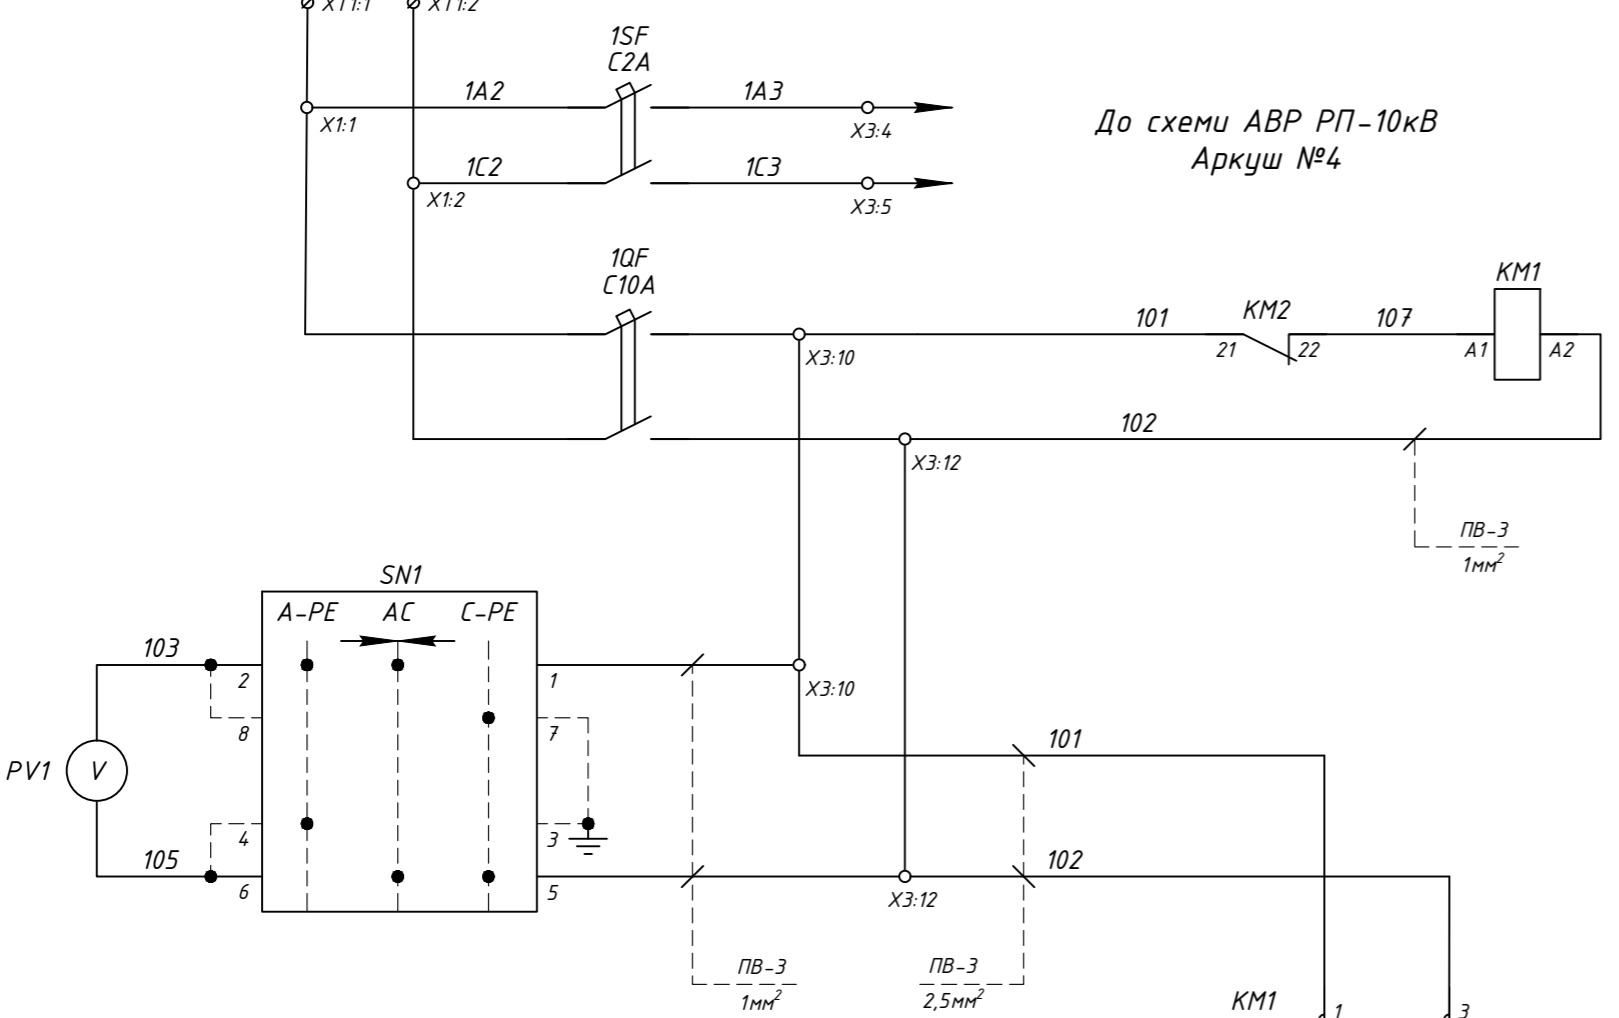 XT1:1
XT1:2
1SF
C2A
1A2
1A3
X1:1
X3:4
До схеми АВР РП-10кВ
Аркуш №4
1C2
1C3
X1:2
X3:5
1QF
C10A
KM1
101
KM2
107
X3:10
21
22
A1
A2
102
X3:12
ПВ-3
1мм²
SN1
A-PE
AC
C-PE
103
2
1
X3:10
8
7
101
PV1
V
4
3
105
102
6
5
X3:12
ПВ-3
1мм²
ПВ-3
2,5мм²
KM1
1
3